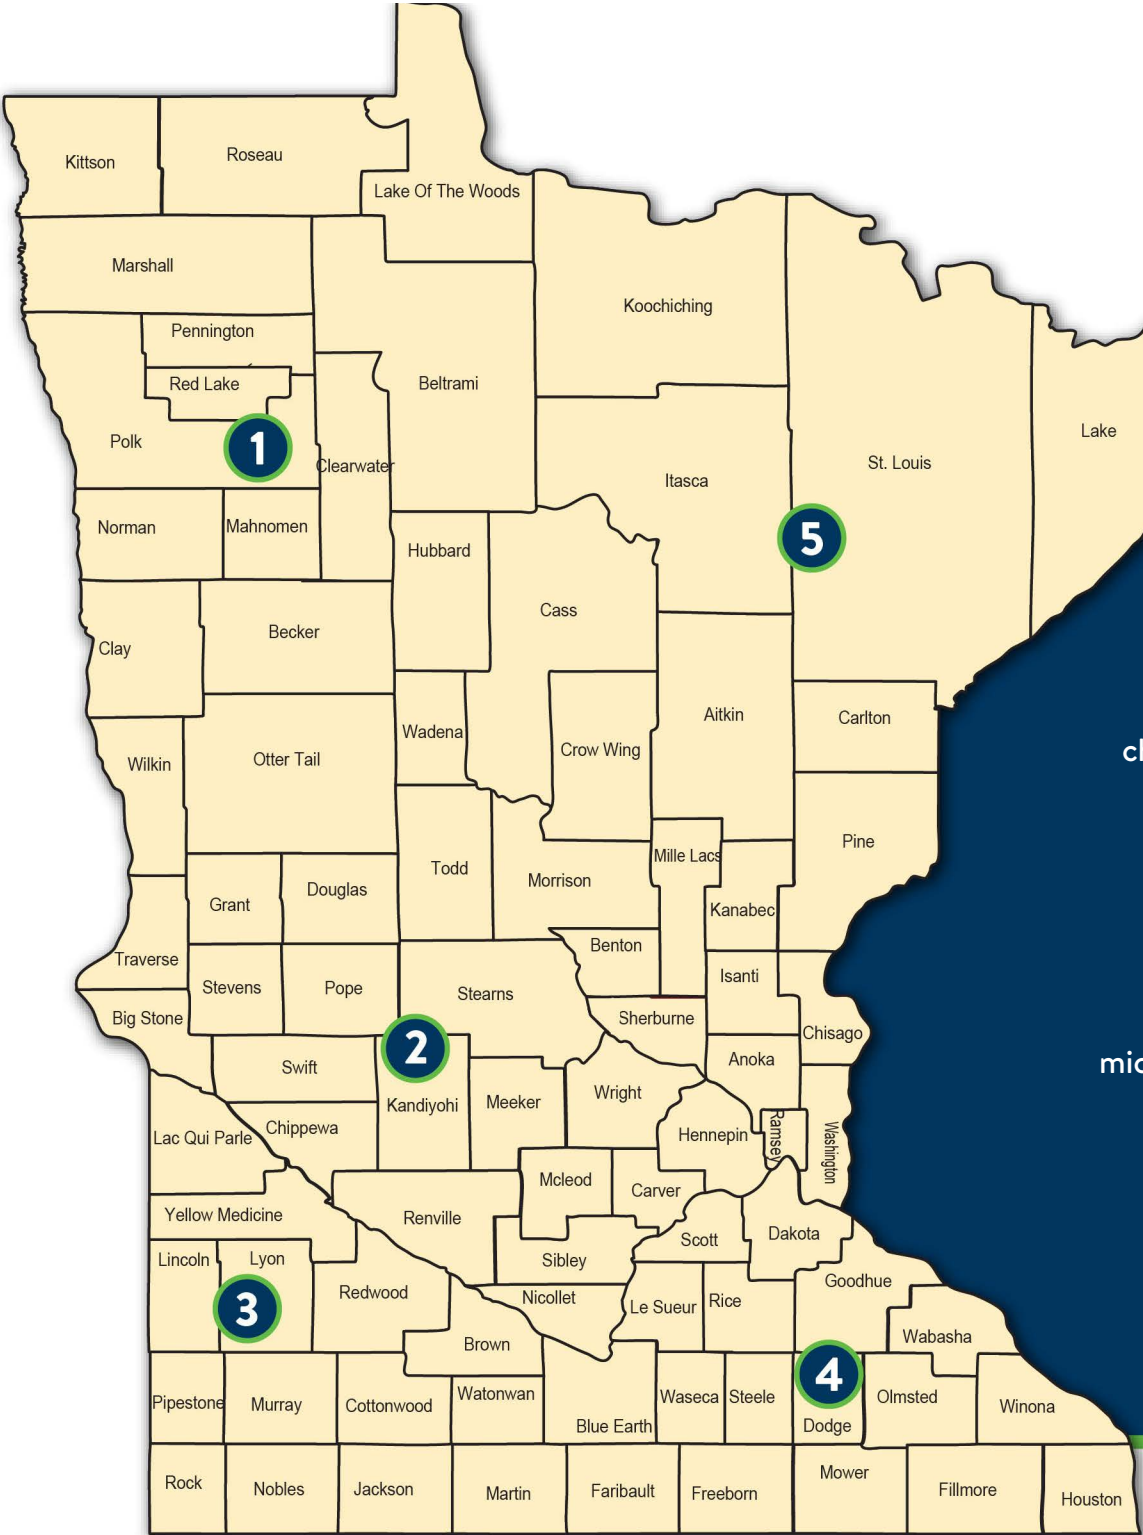 Kittson
Roseau
Lake Of The Woods
Marshall
Koochiching
Pennington
Red Lake
Beltrami
Polk
1
Clearwater
Lake
St. Louis
Itasca
Norman
Mahnomen
5
Hubbard
Cass
Clay
Becker
Wadena
Aitkin
Carlton
Wilkin
Otter Tail
Crow Wing
Todd
Morrison
Mille Lacs
Pine
Grant
Douglas
Kanabec
Traverse
Benton
Stevens
Pope
Stearns
Isanti
Big Stone
Sherburne
Chisago
2
Swift
Anoka
Kandiyohi
Meeker
Wright
Lac Qui Parle
Chippewa
Hennepin
Ramsey
Washington
Mcleod
Carver
Yellow Medicine
Renville
Scott
Dakota
Lincoln
Lyon
Sibley
3
Redwood
Nicollet
Le Sueur
Rice
Goodhue
Brown
Wabasha
4
Pipestone
Murray
Cottonwood
Watonwan
Blue Earth
Waseca
Steele
Dodge
Olmsted
Winona
Rock
Nobles
Jackson
Martin
Faribault
Freeborn
Mower
Fillmore
Houston